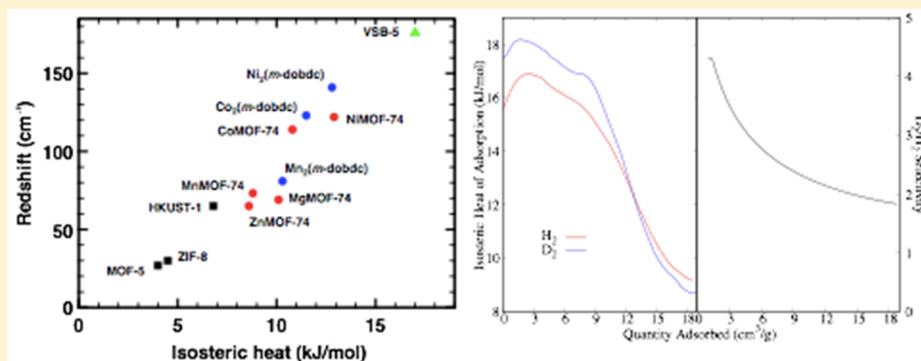 VSB-5
Ni₂(m-dobdc)
Co₂(m-dobdc)
NiMOF-74
CoMOF-74
Mn₂(m-dobdc)
MnMOF-74
MgMOF-74
HKUST-1
ZnMOF-74
ZIF-8
MOF-5
Redshift (cm⁻¹)
150
100
50
0
0 5 10 15
Isosteric heat (kJ/mol)
Isosteric Heat of Adsorption (kJ/mol)
18
16
14
12
10
8
H₂
D₂
0 3 6 9 12 15 18
0 3 6 9 12 15 18
Quantity Adsorbed (cm³/g)
5
4
3
2
1
0
D₂/H₂ Selectivity